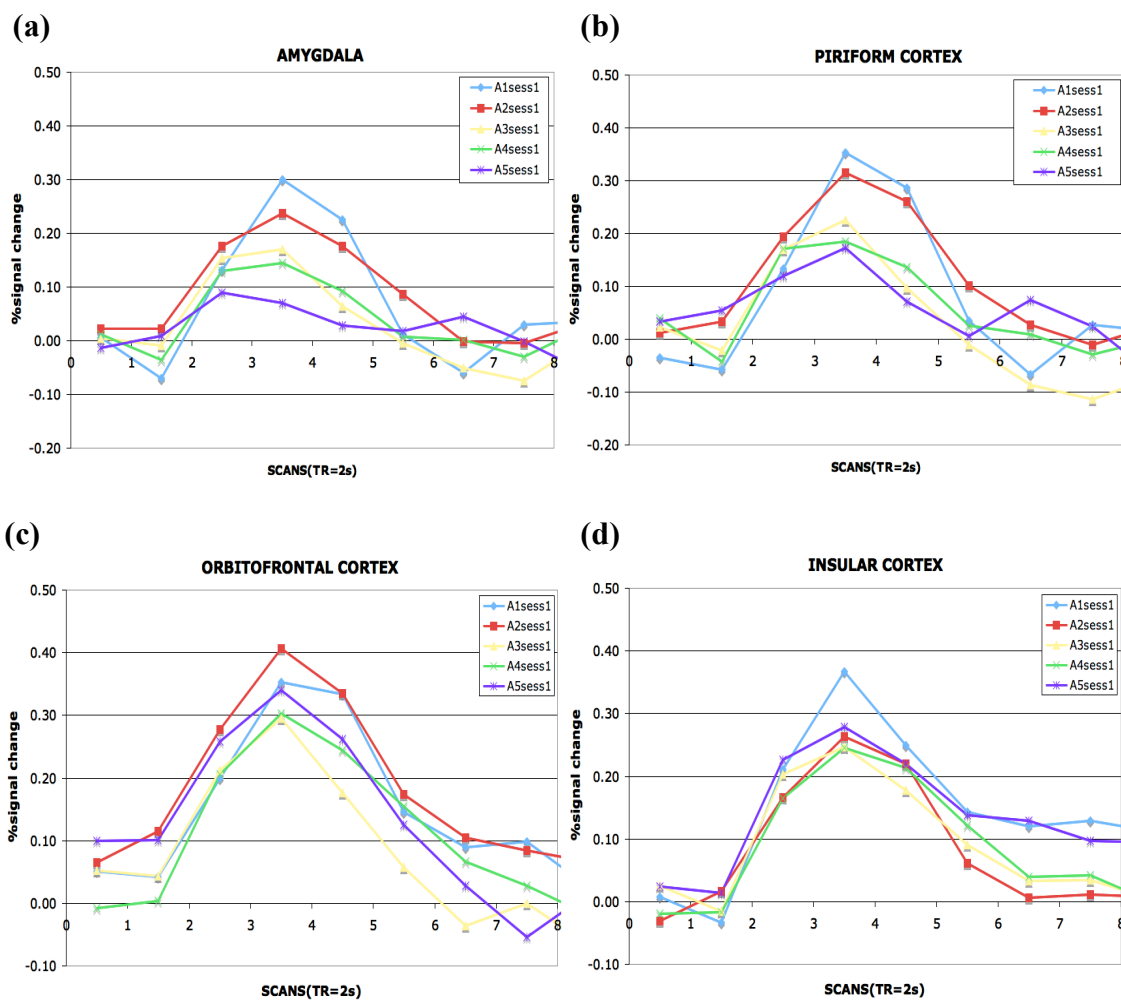 (a)
AMYGDALA
0.50
0.40
0.30
0.20
0.10
0.00
-0.10
-0.20
%signal change
0 1 2 3 4 5 6 7 8
SCANS(TR=2s)
A1sess1
A2sess1
A3sess1
A4sess1
A5sess1
(b)
PIRIFORM CORTEX
0.50
0.40
0.30
0.20
0.10
0.00
-0.10
-0.20
%signal change
0 1 2 3 4 5 6 7 8
SCANS(TR=2s)
A1sess1
A2sess1
A3sess1
A4sess1
A5sess1
(c)
ORBITOFRONTAL CORTEX
0.50
0.40
0.30
0.20
0.10
0.00
-0.10
%signal change
0 1 2 3 4 5 6 7 8
SCANS(TR=2s)
A1sess1
A2sess1
A3sess1
A4sess1
A5sess1
(d)
INSULAR CORTEX
0.50
0.40
0.30
0.20
0.10
0.00
-0.10
%signal change
0 1 2 3 4 5 6 7 8
SCANS(TR=2s)
A1sess1
A2sess1
A3sess1
A4sess1
A5sess1